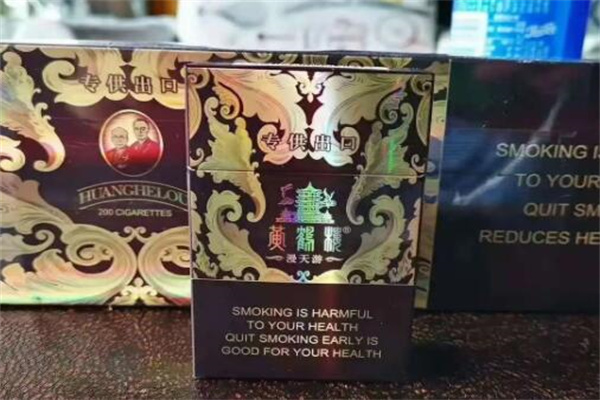 专供出口
HUANGHELOU
200 CIGARETTES
专供出口
黄鹤楼®
漫天游
SMOKING IS HARMFUL
TO YOUR HEALTH
QUIT SMOKING EARLY IS
GOOD FOR YOUR HEALTH
SMOKING IS
TO YOUR
QUIT SM
REDUCES HE